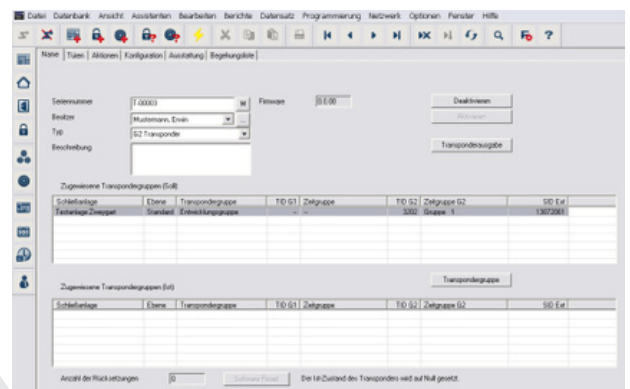 Datei Datenbank Ansicht Assistenten Bearbeiten Berichte Datensatz Programmierung Netzwerk Optionen Fenster Hilfe
Name Türen Aktionen Konfiguration Ausstattung Begehungsliste
Seriennummer T-00003 Firmware 0.0.00 Deaktivieren
Besitzer Mustermann, Erwin ... Aktivieren
Typ G2 Transponder
Beschreibung Transponderausgabe
Zugewiesene Transpondergruppen (Soll)
Schließanlage Ebene Transpondergruppe TID G1 Zeitgruppe TID G2 Zeitgruppe G2 SID Ext
Testanlage Zweygart Standard Entwicklungsgruppe -- -- 3202 Gruppe 1 13072001
Transpondergruppe
Zugewiesene Transpondergruppen (Ist)
Schließanlage Ebene Transpondergruppe TID G1 Zeitgruppe TID G2 Zeitgruppe G2 SID Ext
Anzahl der Rücksetzungen 0 Software Reset Der Ist-Zustand des Transponders wird auf Null gesetzt.